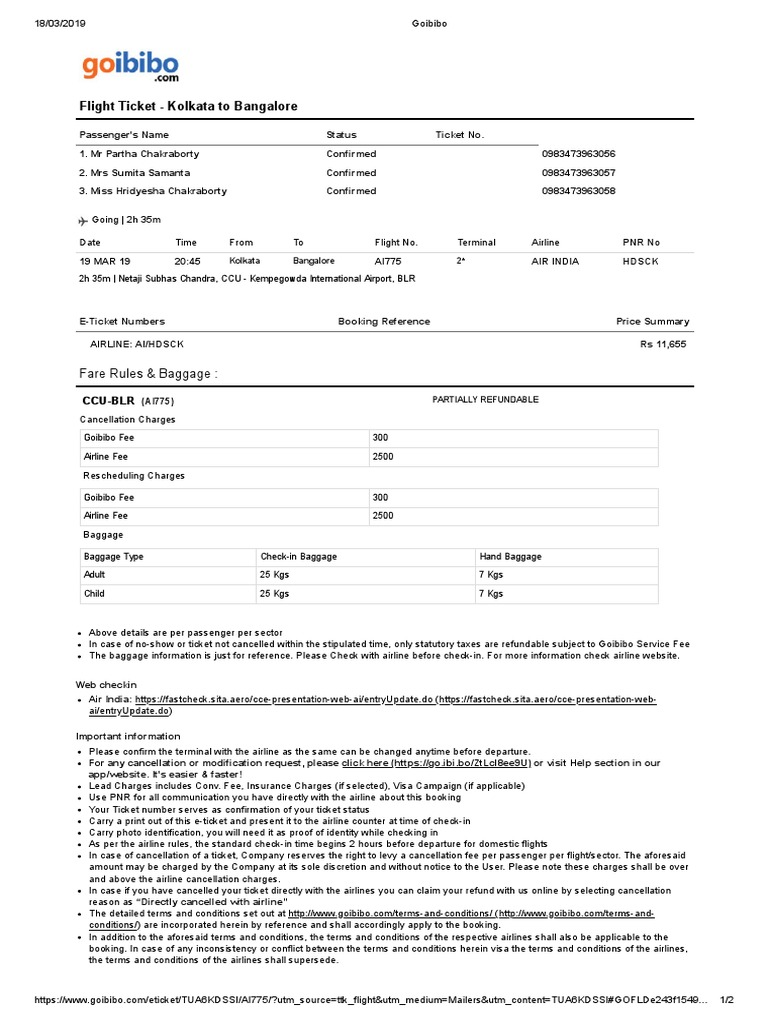 18/03/2019 Goibibo
goibibo
.com
Flight Ticket - Kolkata to Bangalore
Passenger's Name Status Ticket No.
1. Mr Partha Chakraborty Confirmed 0983473963056
2. Mrs Sumita Samanta Confirmed 0983473963057
3. Miss Hridyesha Chakraborty Confirmed 0983473963058
Going | 2h 35m
Date Time From To Flight No. Terminal Airline PNR No
19 MAR 19 20:45 Kolkata Bangalore AI775 2* AIR INDIA HDSCK
2h 35m | Netaji Subhas Chandra, CCU - Kempegowda International Airport, BLR
E-Ticket Numbers Booking Reference Price Summary
AIRLINE: AI/HDSCK Rs 11,655
Fare Rules & Baggage :
CCU-BLR (AI775) PARTIALLY REFUNDABLE
Cancellation Charges
Goibibo Fee 300
Airline Fee 2500
Rescheduling Charges
Goibibo Fee 300
Airline Fee 2500
Baggage
Baggage Type Check-in Baggage Hand Baggage
Adult 25 Kgs 7 Kgs
Child 25 Kgs 7 Kgs
• Above details are per passenger per sector
• In case of no-show or ticket not cancelled within the stipulated time, only statutory taxes are refundable subject to Goibibo Service Fee
• The baggage information is just for reference. Please Check with airline before check-in. For more information check airline website.
Web checkin
• Air India: https://fastcheck.sita.aero/cce-presentation-web-ai/entryUpdate.do (https://fastcheck.sita.aero/cce-presentation-web-
ai/entryUpdate.do)
Important information
• Please confirm the terminal with the airline as the same can be changed anytime before departure.
• For any cancellation or modification request, please click here (https://go.ibi.bo/ZtLcI8ee9U) or visit Help section in our
app/website. It's easier & faster!
• Lead Charges includes Conv. Fee, Insurance Charges (if selected), Visa Campaign (if applicable)
• Use PNR for all communication you have directly with the airline about this booking
• Your Ticket number serves as confirmation of your ticket status
• Carry a print out of this e-ticket and present it to the airline counter at time of check-in
• Carry photo identification, you will need it as proof of identity while checking in
• As per the airline rules, the standard check-in time begins 2 hours before departure for domestic flights
• In case of cancellation of a ticket, Company reserves the right to levy a cancellation fee per passenger per flight/sector. The aforesaid
amount may be charged by the Company at its sole discretion and without notice to the User. Please note these charges shall be over
and above the airline cancellation charges.
• In case if you have cancelled your ticket directly with the airlines you can claim your refund with us online by selecting cancellation
reason as “Directly cancelled with airline”
• The detailed terms and conditions set out at http://www.goibibo.com/terms-and-conditions/ (http://www.goibibo.com/terms-and-
conditions/) are incorporated herein by reference and shall accordingly apply to the booking.
• In addition to the aforesaid terms and conditions, the terms and conditions of the respective airlines shall also be applicable to the
booking. In case of any inconsistency or conflict between the terms and conditions herein visa the terms and conditions of the airlines,
the terms and conditions of the airlines shall supersede.
https://www.goibibo.com/eticket/TUA6KDSSI/AI775/?utm_source=ttk_flight&utm_medium=Mailers&utm_content=TUA6KDSSI#GOFLDe243f1549… 1/2